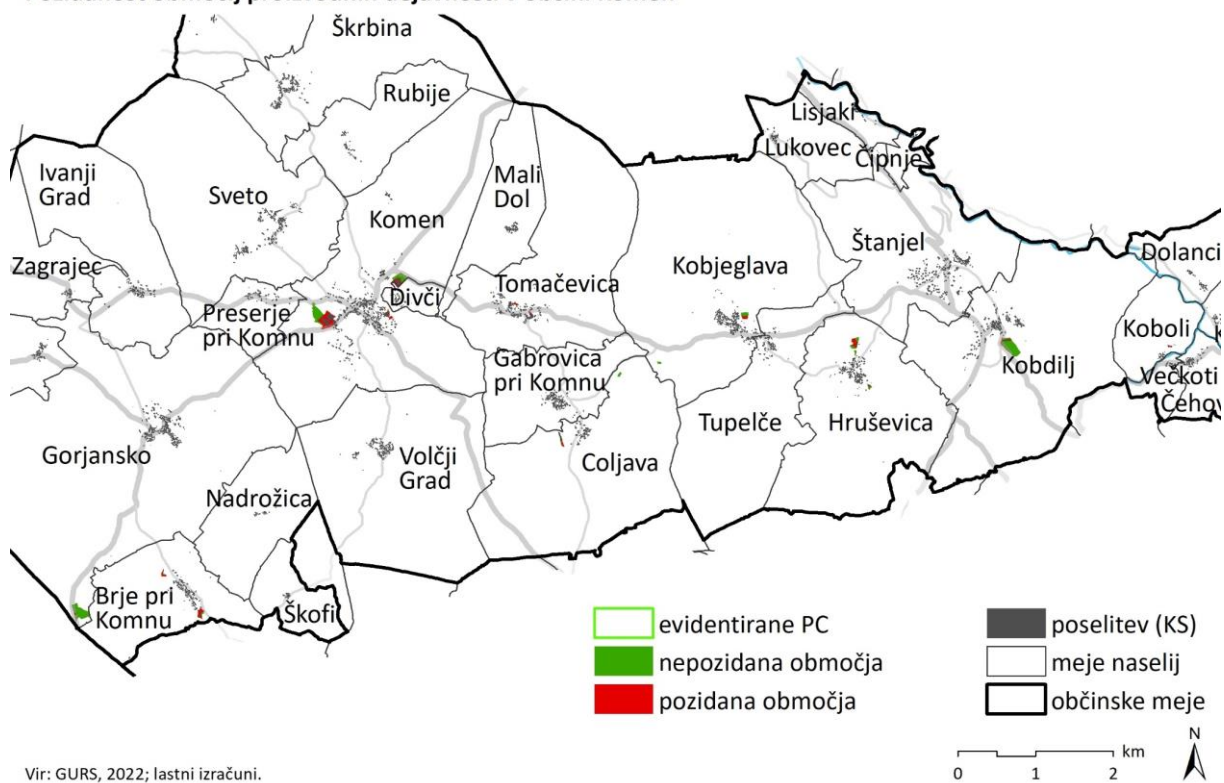 Škrbina
Rubije
Lisjaki
Lukovec
Čipnje
Ivanji
Grad
Sveto
Mali
Dol
Komen
Štanjel
Dolanci
Zagrajec
Kobjeglava
Divči
Tomačevica
Preserje
pri Komnu
Koboli
Gabrovica
pri Komnu
Kobdilj
Večkoti
Čehov
Tupelče
Hruševica
Gorjansko
Volčji
Grad
Coljava
Nadrožica
Brje pri
Komnu
Škofi
evidentirane PC
nepozidana območja
pozidana območja
poselitev (KS)
meje naselij
občinske meje
km
0 1 2
N
Vir: GURS, 2022; lastni izračuni.